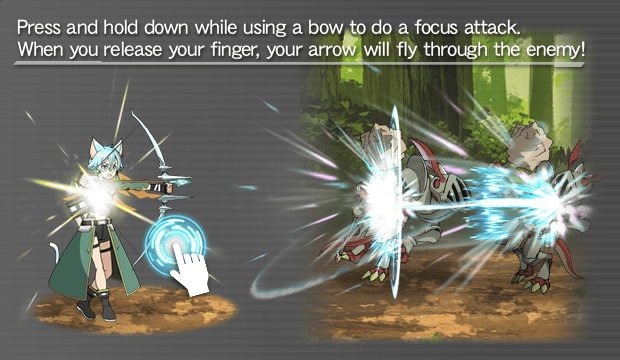 Press and hold down while using a bow to do a focus attack.
When you release your finger, your arrow will fly through the enemy!